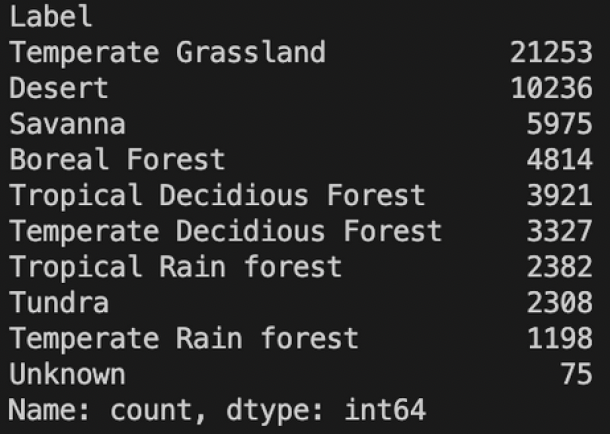 Label
Temperate Grassland 21253
Desert 10236
Savanna 5975
Boreal Forest 4814
Tropical Decidious Forest 3921
Temperate Decidious Forest 3327
Tropical Rain forest 2382
Tundra 2308
Temperate Rain forest 1198
Unknown 75
Name: count, dtype: int64